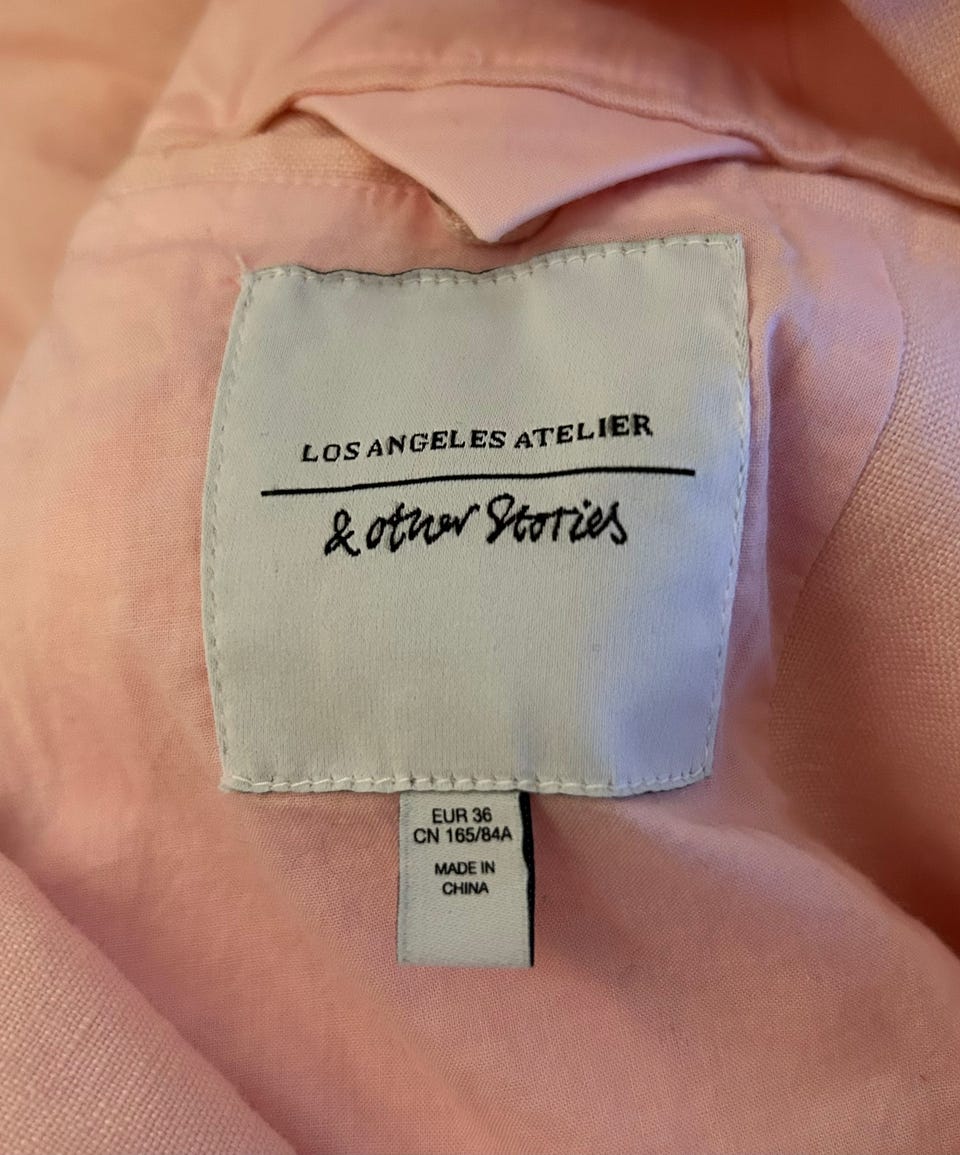 LOS ANGELES ATELIER
& other Stories
EUR 36
CN 165/84A
MADE IN
CHINA